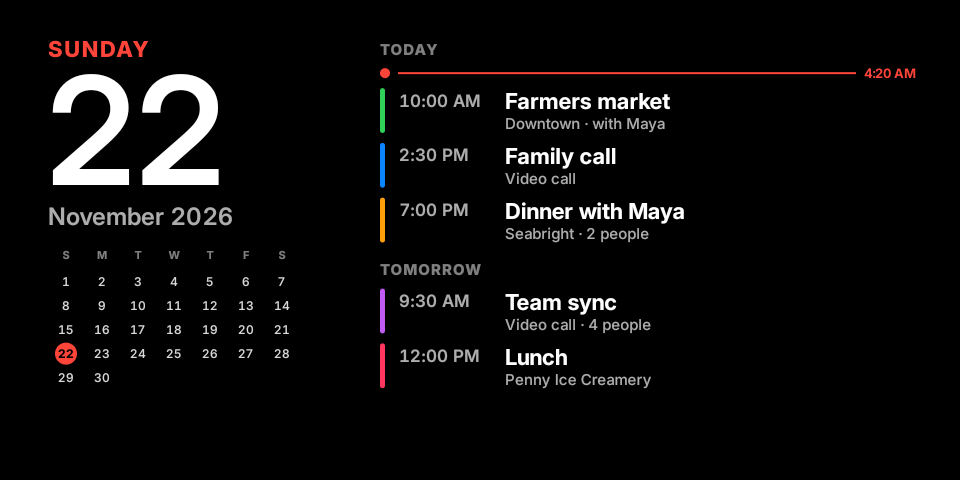 SUNDAY
22
November 2026
S M T W T F S
1 2 3 4 5 6 7
8 9 10 11 12 13 14
15 16 17 18 19 20 21
22 23 24 25 26 27 28
29 30
TODAY
4:20 AM
10:00 AM Farmers market
Downtown · with Maya
2:30 PM Family call
Video call
7:00 PM Dinner with Maya
Seabright · 2 people
TOMORROW
9:30 AM Team sync
Video call · 4 people
12:00 PM Lunch
Penny Ice Creamery